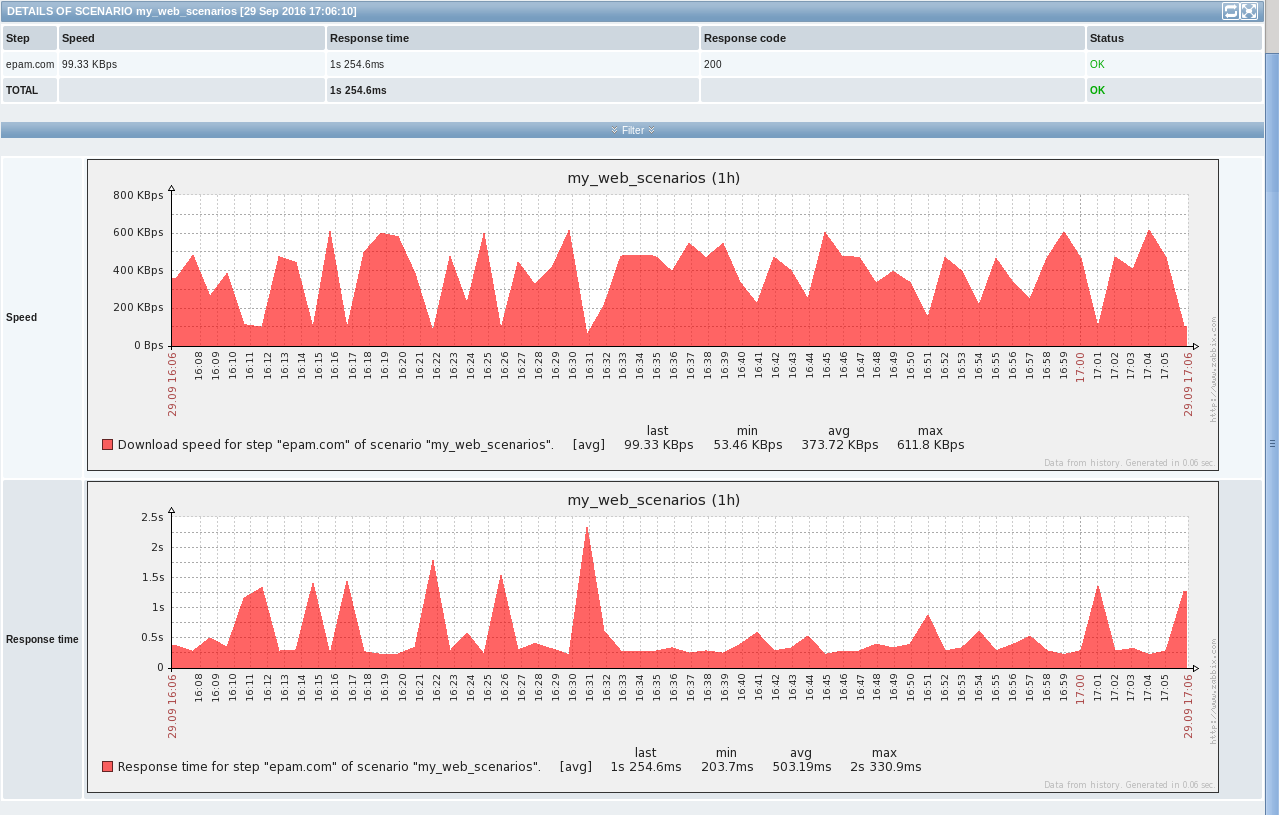 DETAILS OF SCENARIO my_web_scenarios [29 Sep 2016 17:06:10]
Step Speed Response time Response code Status
epam.com 99.33 KBps 1s 254.6ms 200 OK
TOTAL 1s 254.6ms OK
Filter
Speed
my_web_scenarios (1h)
800 KBps
600 KBps
400 KBps
200 KBps
0 Bps
29.09 16:06 16:08 16:09 16:10 16:11 16:12 16:13 16:14 16:15 16:16 16:17 16:18 16:19 16:20 16:21 16:22 16:23 16:24 16:25 16:26 16:27 16:28 16:29 16:30 16:31 16:32 16:33 16:34 16:35 16:36 16:37 16:38 16:39 16:40 16:41 16:42 16:43 16:44 16:45 16:46 16:47 16:48 16:49 16:50 16:51 16:52 16:53 16:54 16:55 16:56 16:57 16:58 16:59 17:00 17:01 17:02 17:03 17:04 17:05 29.09 17:06
http://www.zabbix.com
last min avg max
Download speed for step "epam.com" of scenario "my_web_scenarios". [avg] 99.33 KBps 53.46 KBps 373.72 KBps 611.8 KBps
Data from history. Generated in 0.06 sec.
Response time
my_web_scenarios (1h)
2.5s
2s
1.5s
1s
0.5s
0
29.09 16:06 16:08 16:09 16:10 16:11 16:12 16:13 16:14 16:15 16:16 16:17 16:18 16:19 16:20 16:21 16:22 16:23 16:24 16:25 16:26 16:27 16:28 16:29 16:30 16:31 16:32 16:33 16:34 16:35 16:36 16:37 16:38 16:39 16:40 16:41 16:42 16:43 16:44 16:45 16:46 16:47 16:48 16:49 16:50 16:51 16:52 16:53 16:54 16:55 16:56 16:57 16:58 16:59 17:00 17:01 17:02 17:03 17:04 17:05 29.09 17:06
http://www.zabbix.com
last min avg max
Response time for step "epam.com" of scenario "my_web_scenarios". [avg] 1s 254.6ms 203.7ms 503.19ms 2s 330.9ms
Data from history. Generated in 0.06 sec.